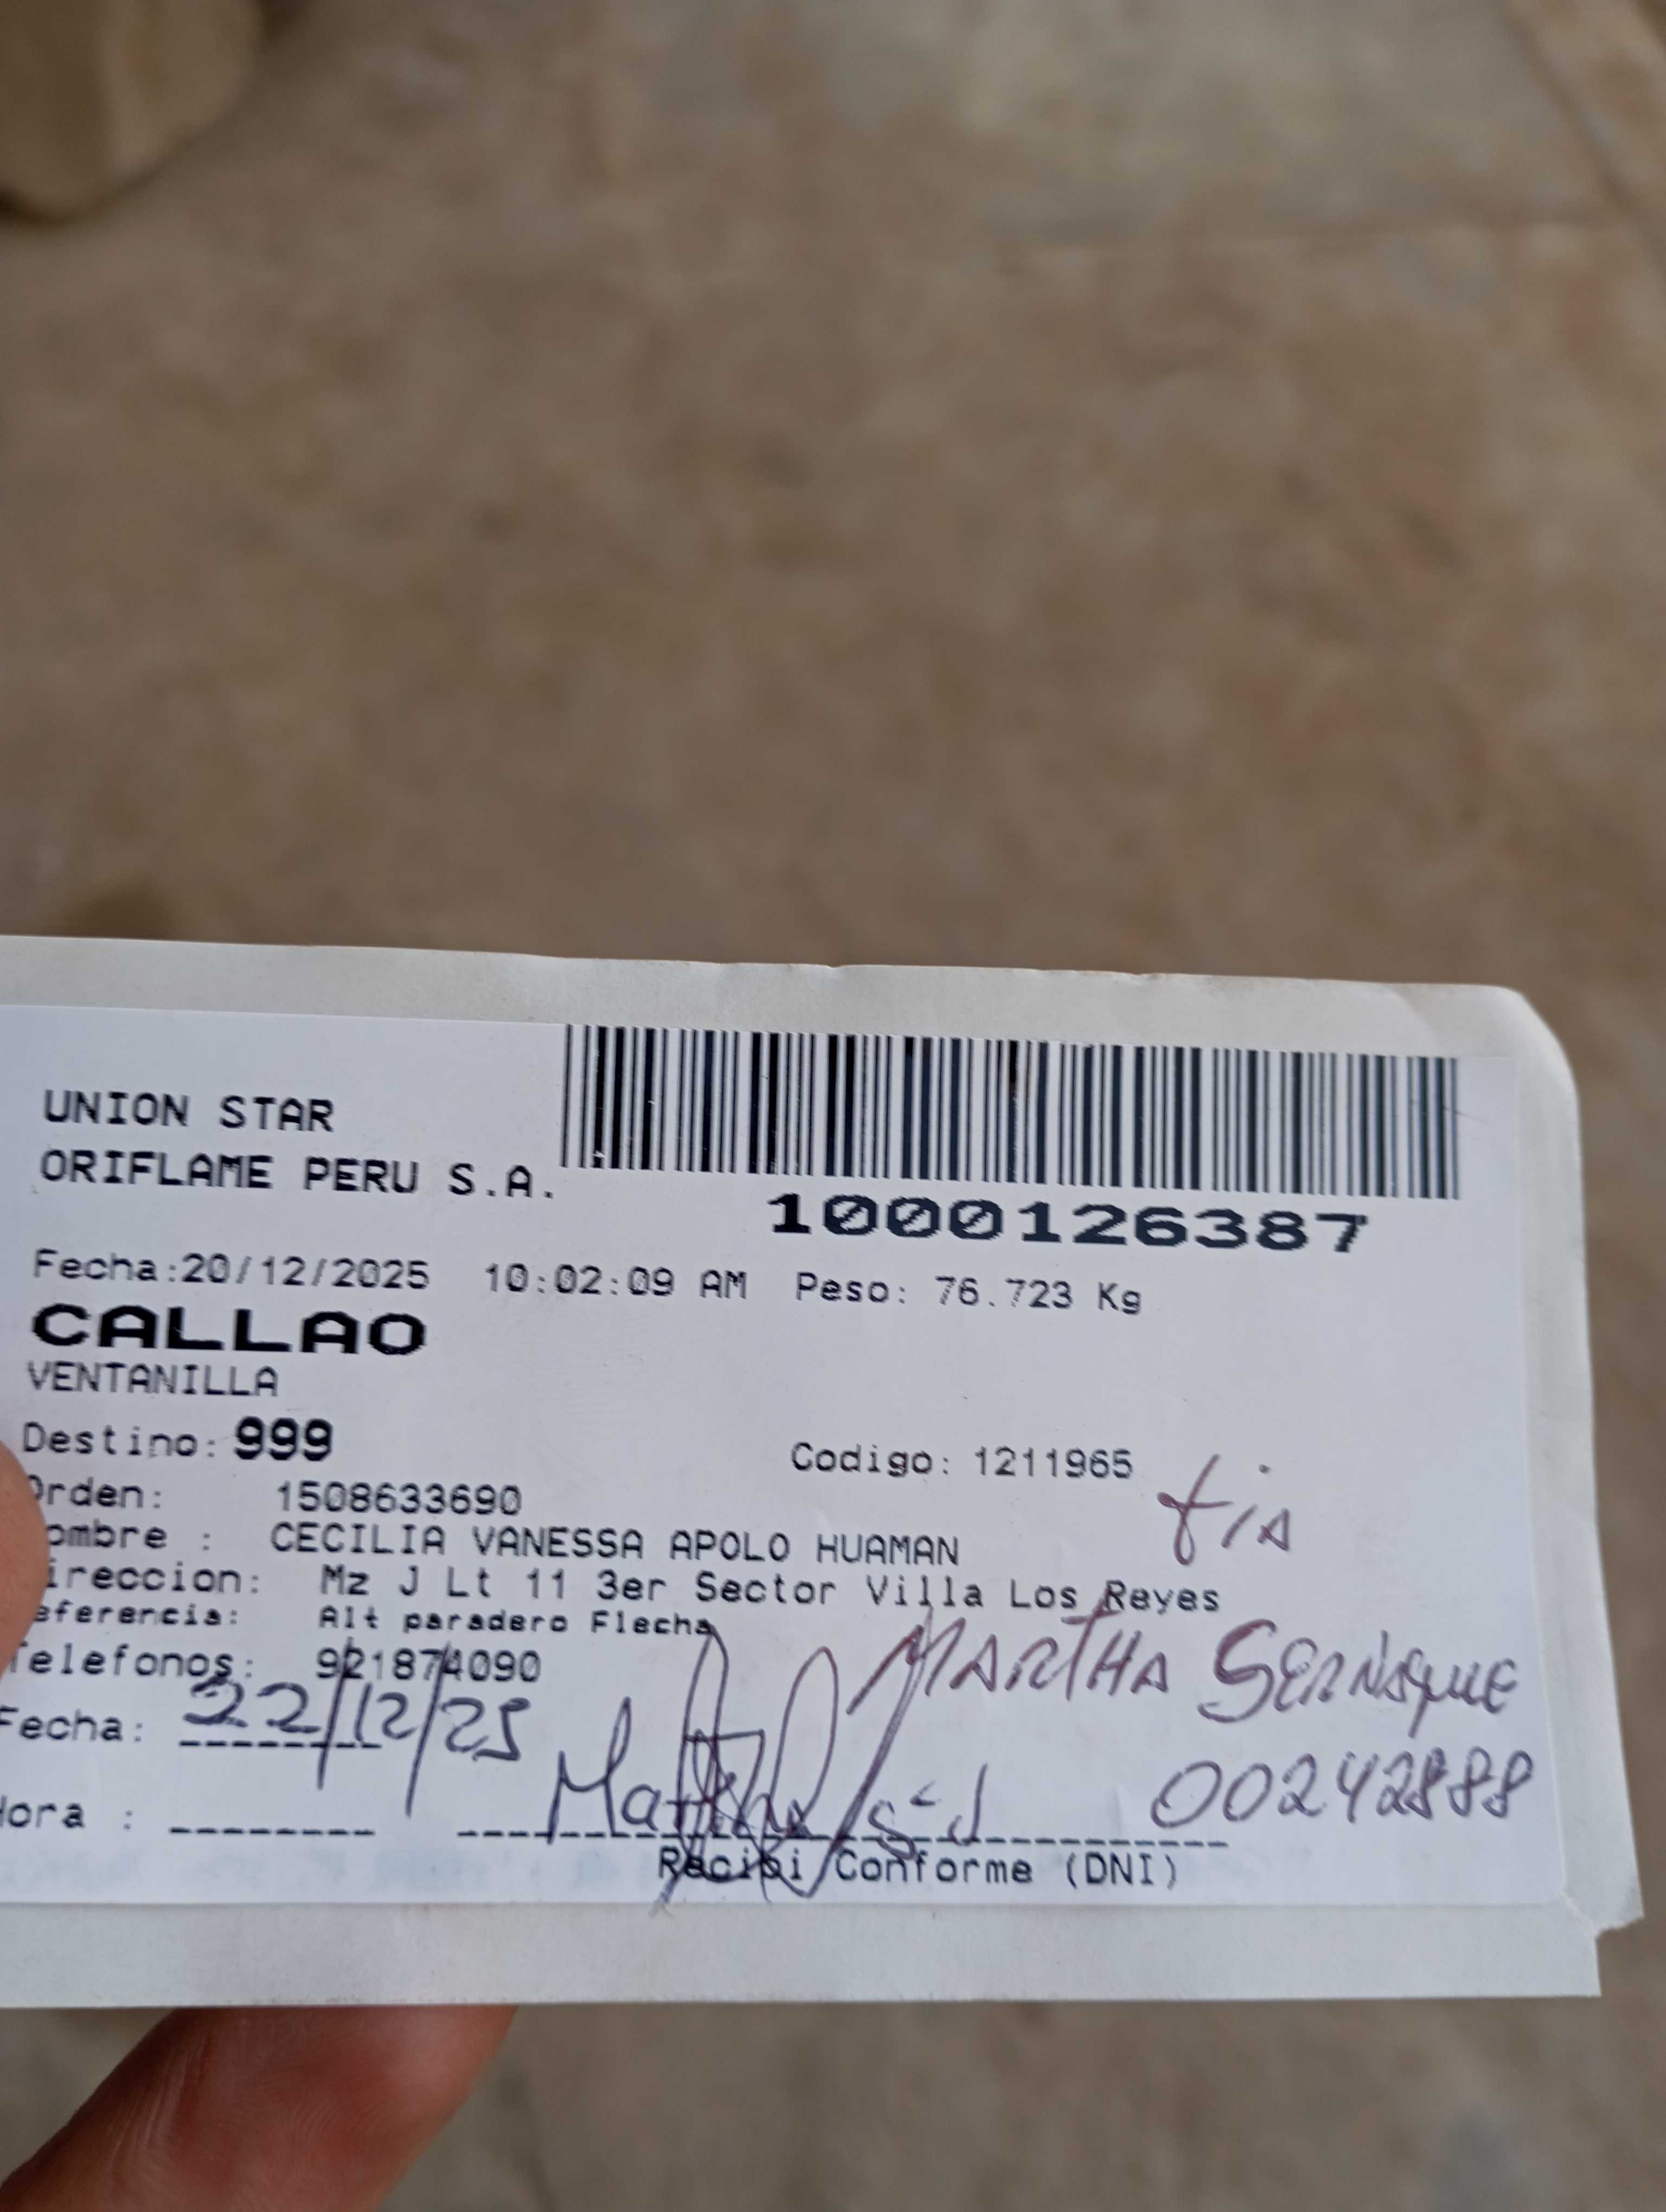 UNION STAR
ORIFLAME PERU S.A.
1000126387
Fecha:20/12/2025 10:02:09 AM Peso: 76.723 Kg
CALLAO
VENTANILLA
Destino: 999 Codigo: 1211965
tia
Orden: 1508633690
ombre : CECILIA VANESSA APOLO HUAMAN
ireccion: Mz J Lt 11 3er Sector Villa Los Reyes
eferencia: Alt paradero Flecha
Telefonos: 921874090
MARTHA SERNAQUE
Fecha: 22/12/25
00242888
Hora :
Martha
Recibi Conforme (DNI)